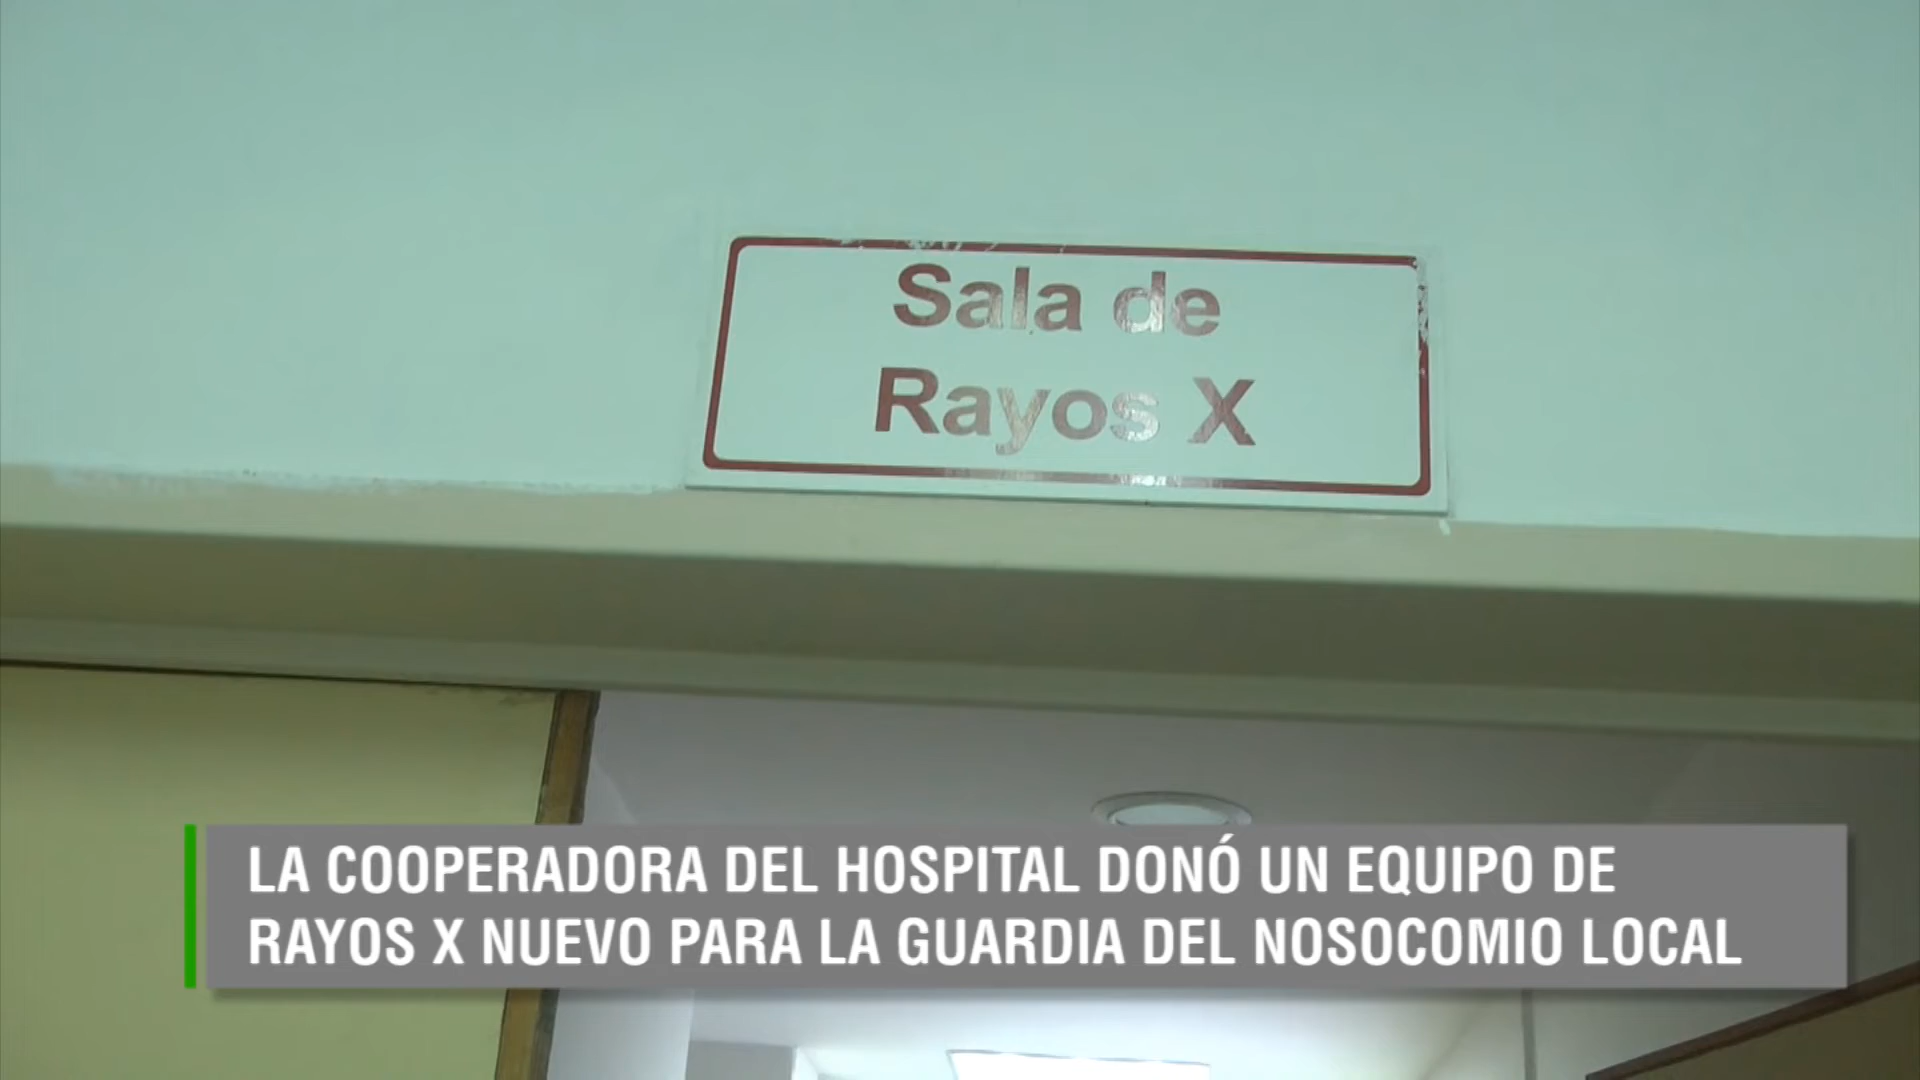 Sala de
Rayos X
LA COOPERADORA DEL HOSPITAL DONÓ UN EQUIPO DE
RAYOS X NUEVO PARA LA GUARDIA DEL NOSOCOMIO LOCAL